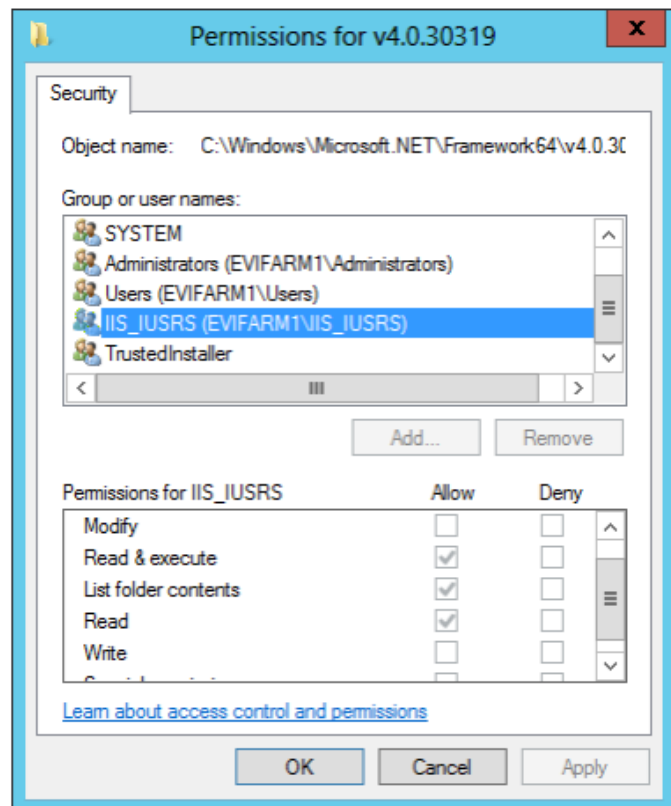 Permissions for v4.0.30319
x
Security
Object name: C:\Windows\Microsoft.NET\Framework64\v4.0.30
Group or user names:
SYSTEM
Administrators (EVIFARM1\Administrators)
Users (EVIFARM1\Users)
IIS_IUSRS (EVIFARM1\IIS_IUSRS)
TrustedInstaller
Add... Remove
Permissions for IIS_IUSRS Allow Deny
Modify
Read & execute
List folder contents
Read
Write
Learn about access control and permissions
OK Cancel Apply